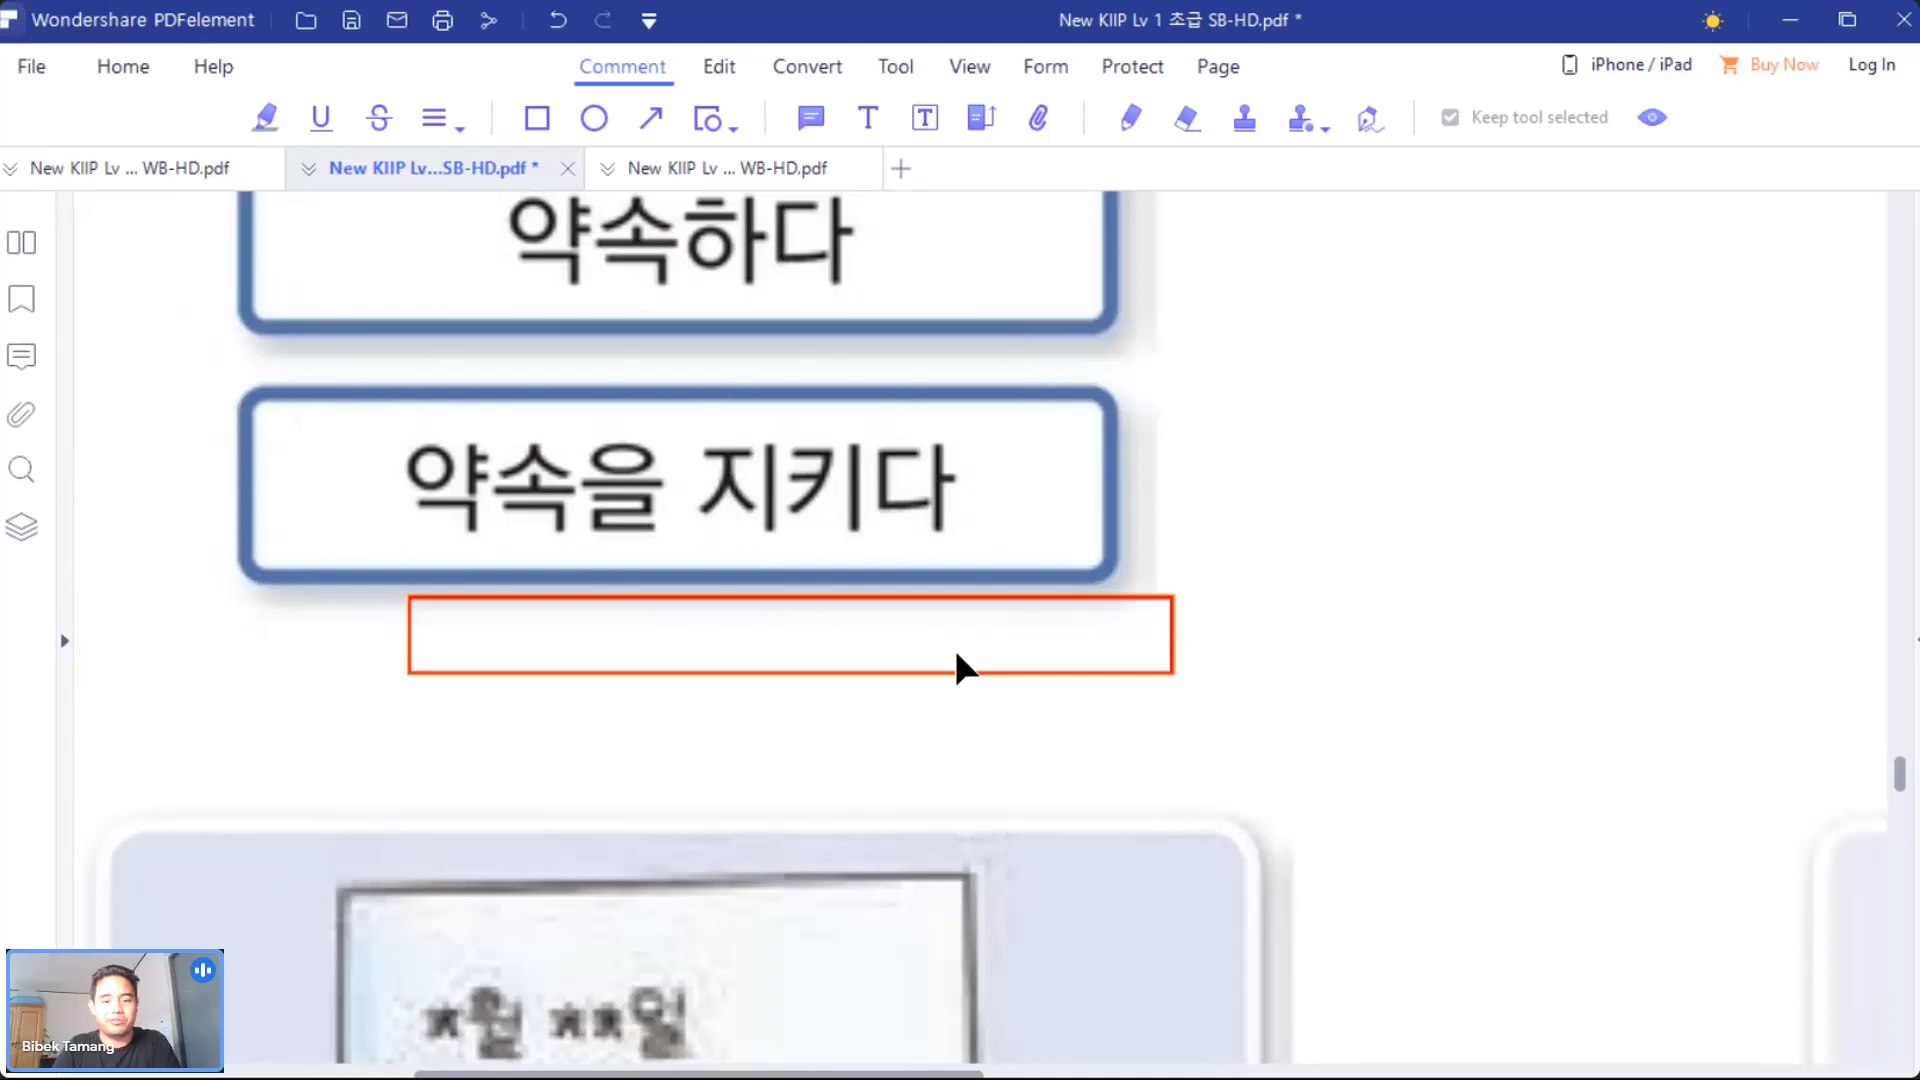 Wondershare PDFelement
New KIIP Lv 1 초급 SB-HD.pdf *
File Home Help Comment Edit Convert Tool View Form Protect Page iPhone / iPad Buy Now Log In
Keep tool selected
New KIIP Lv ... WB-HD.pdf New KIIP Lv...SB-HD.pdf * New KIIP Lv ... WB-HD.pdf
약속하다
약속을 지키다
*월 **일
Bibek Tamang